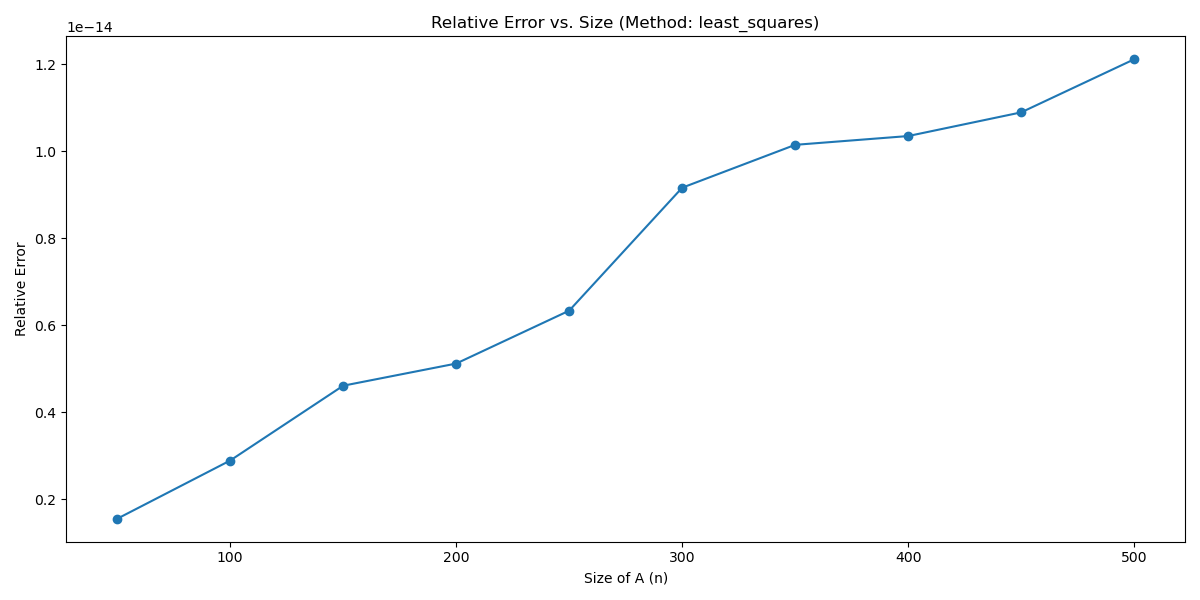 Relative Error vs. Size (Method: least_squares)
1e−14
1.2
1.0
0.8
0.6
0.4
0.2
Relative Error
100 200 300 400 500
Size of A (n)